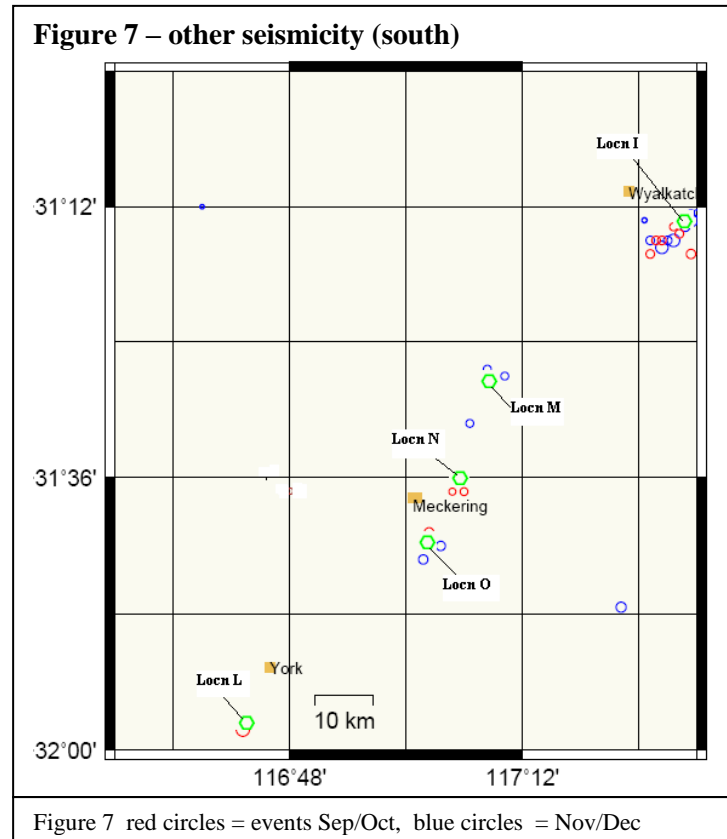 Figure 7 – other seismicity (south)
Locn I
Wyalkatch
31°12'
Locn M
Locn N
31°36'
Meckering
Locn O
York
Locn L
10 km
32°00'
116°48'
117°12'
Figure 7 red circles = events Sep/Oct, blue circles = Nov/Dec